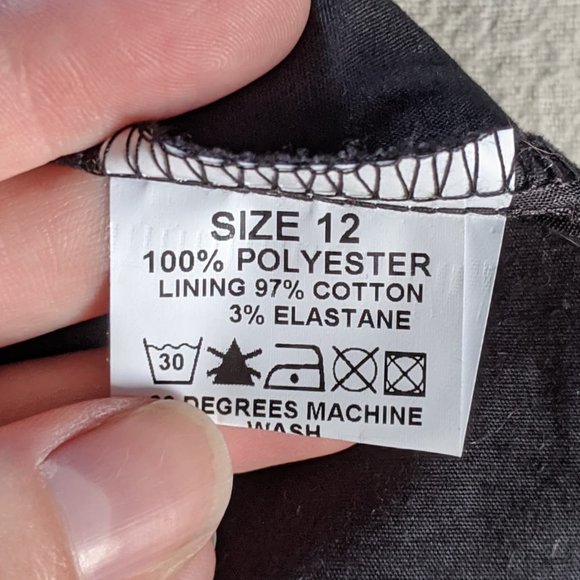 SIZE 12
100% POLYESTER
LINING 97% COTTON
3% ELASTANE
30
DEGREES MACHINE
WASH